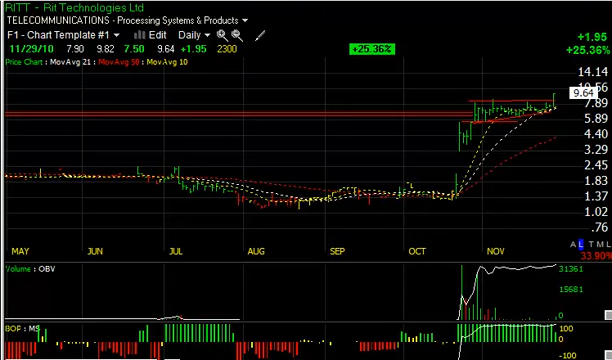 RITT - Rit Technologies Ltd
TELECOMMUNICATIONS - Processing Systems & Products
+1.95
F1 - Chart Template #1 Edit Daily
+25.36%
11/29/10 7.90 9.82 7.50 9.64 +1.95 2300 +25.36%
Price Chart : MovAvg 21 : MovAvg 50 : MovAvg 10
14.14
9.64
7.89
5.89
4.40
3.29
2.45
1.83
1.37
1.02
.76
MAY JUN JUL AUG SEP OCT NOV
A L T M L
33.90%
Volume : OBV
31361
15681
BOP : MS
100
0
-100